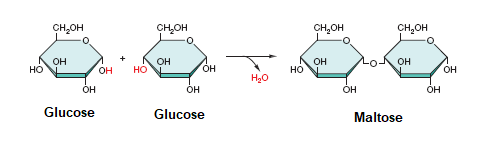 CH₂OH CH₂OH CH₂OH CH₂OH
O O O O
OH + OH OH O OH
HO OH HO OH HO OH
OH OH H₂O OH OH
Glucose Glucose Maltose